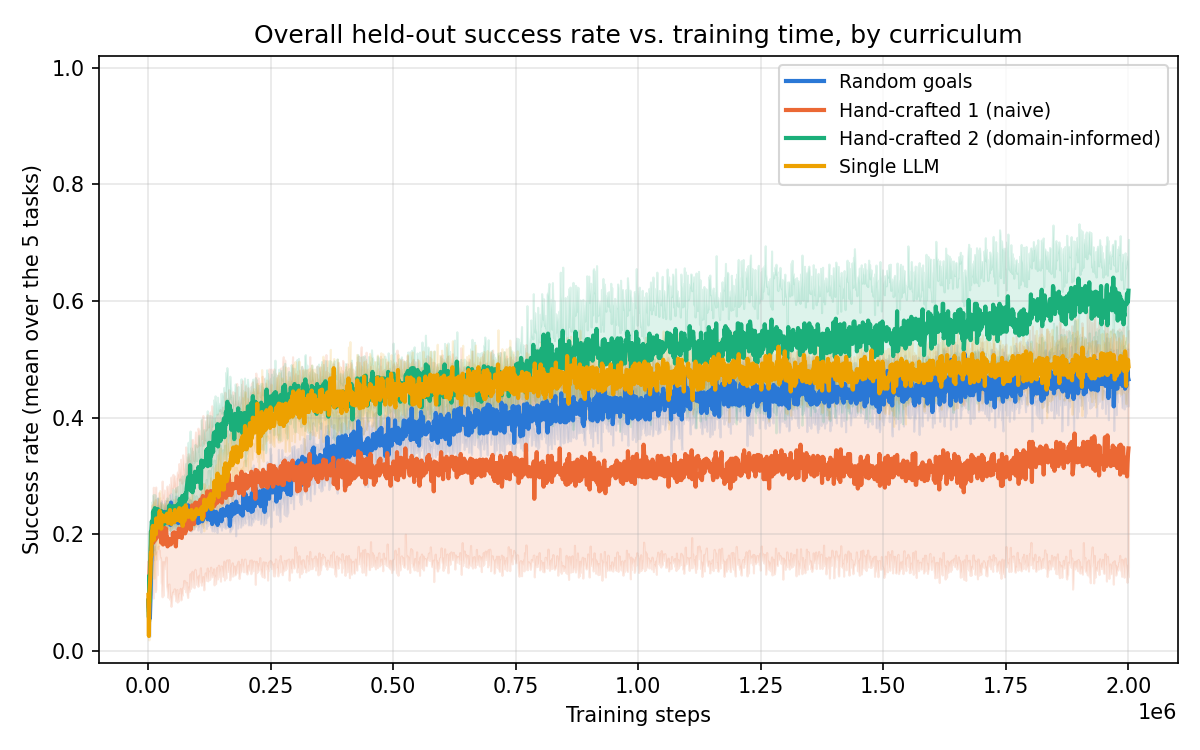 Overall held-out success rate vs. training time, by curriculum
Random goals
Hand-crafted 1 (naive)
Hand-crafted 2 (domain-informed)
Single LLM
Success rate (mean over the 5 tasks)
1.0
0.8
0.6
0.4
0.2
0.0
0.00 0.25 0.50 0.75 1.00 1.25 1.50 1.75 2.00
1e6
Training steps